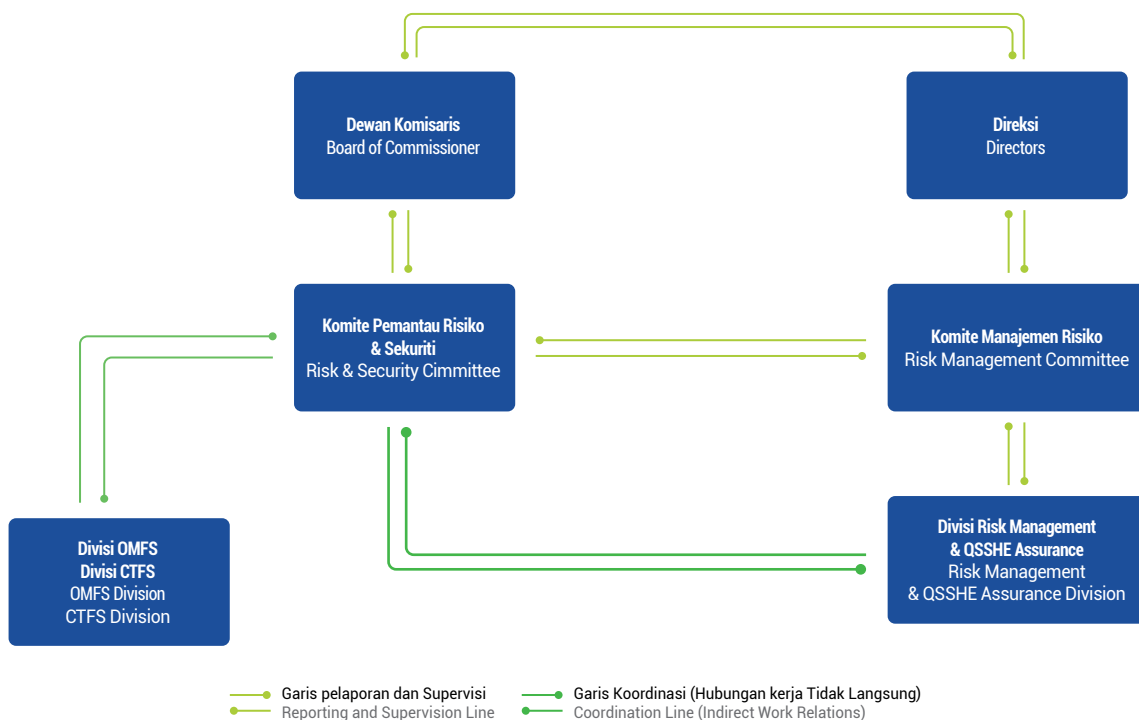 Dewan Komisaris
Board of Commissioner
Direksi
Directors
Komite Pemantau Risiko
& Sekuriti
Risk & Security Cimmittee
Komite Manajemen Risiko
Risk Management Committee
Divisi OMFS
Divisi CTFS
OMFS Division
CTFS Division
Divisi Risk Management
& QSSHE Assurance
Risk Management
& QSSHE Assurance Division
Garis pelaporan dan Supervisi
Reporting and Supervision Line
Garis Koordinasi (Hubungan kerja Tidak Langsung)
Coordination Line (Indirect Work Relations)